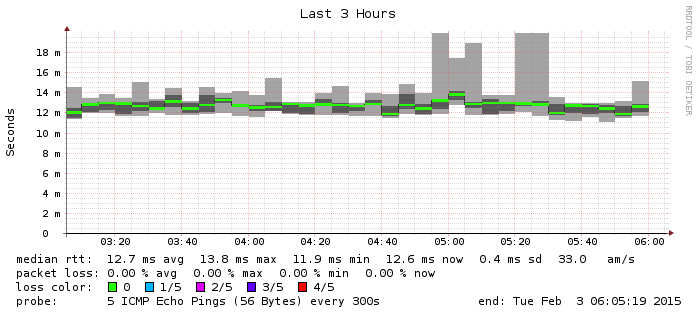 Last 3 Hours
RRDTOOL / TOBI OETIKER
Seconds
18 m
16 m
14 m
12 m
10 m
8 m
6 m
4 m
2 m
0
03:20 03:40 04:00 04:20 04:40 05:00 05:20 05:40 06:00
median rtt: 12.7 ms avg 13.8 ms max 11.9 ms min 12.6 ms now 0.4 ms sd 33.0 am/s
packet loss: 0.00 % avg 0.00 % max 0.00 % min 0.00 % now
loss color: 0 1/5 2/5 3/5 4/5
probe: 5 ICMP Echo Pings (56 Bytes) every 300s end: Tue Feb 3 06:05:19 2015